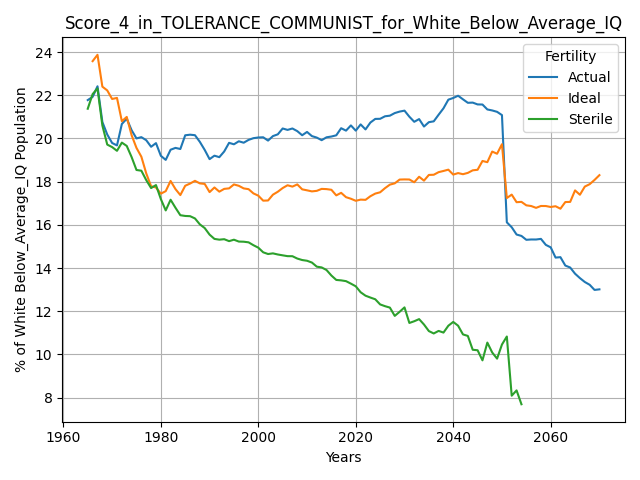 Score_4_in_TOLERANCE_COMMUNIST_for_White_Below_Average_IQ
% of White Below_Average_IQ Population
24
22
20
18
16
14
12
10
8
Fertility
Actual
Ideal
Sterile
1960
1980
2000
2020
2040
2060
Years